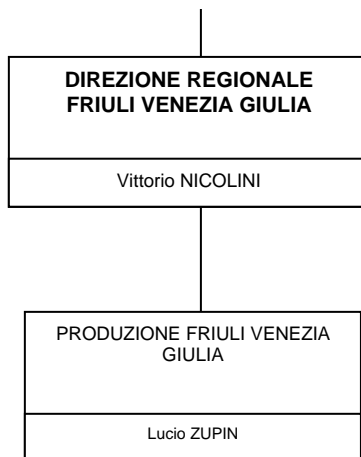 DIREZIONE REGIONALE
FRIULI VENEZIA GIULIA
Vittorio NICOLINI
PRODUZIONE FRIULI VENEZIA
GIULIA
Lucio ZUPIN